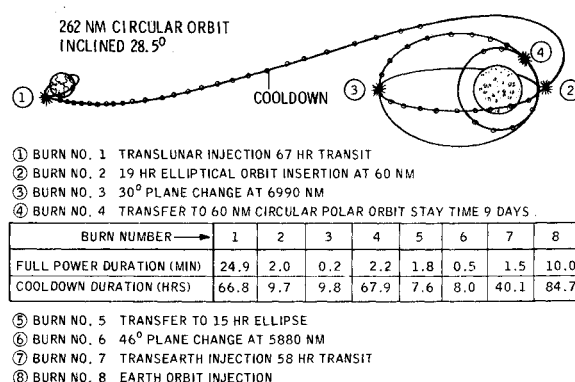 262 NM CIRCULAR ORBIT
INCLINED 28.5⁰
① COOLDOWN ③ ④ ②
① BURN NO. 1 TRANSLUNAR INJECTION 67 HR TRANSIT
② BURN NO. 2 19 HR ELLIPTICAL ORBIT INSERTION AT 60 NM
③ BURN NO. 3 30⁰ PLANE CHANGE AT 6990 NM
④ BURN NO. 4 TRANSFER TO 60 NM CIRCULAR POLAR ORBIT STAY TIME 9 DAYS
BURN NUMBER → 1 2 3 4 5 6 7 8
FULL POWER DURATION (MIN) 24.9 2.0 0.2 2.2 1.8 0.5 1.5 10.0
COOLDOWN DURATION (HRS) 66.8 9.7 9.8 67.9 7.6 8.0 40.1 84.7
⑤ BURN NO. 5 TRANSFER TO 15 HR ELLIPSE
⑥ BURN NO. 6 46⁰ PLANE CHANGE AT 5880 NM
⑦ BURN NO. 7 TRANSEARTH INJECTION 58 HR TRANSIT
⑧ BURN NO. 8 EARTH ORBIT INJECTION